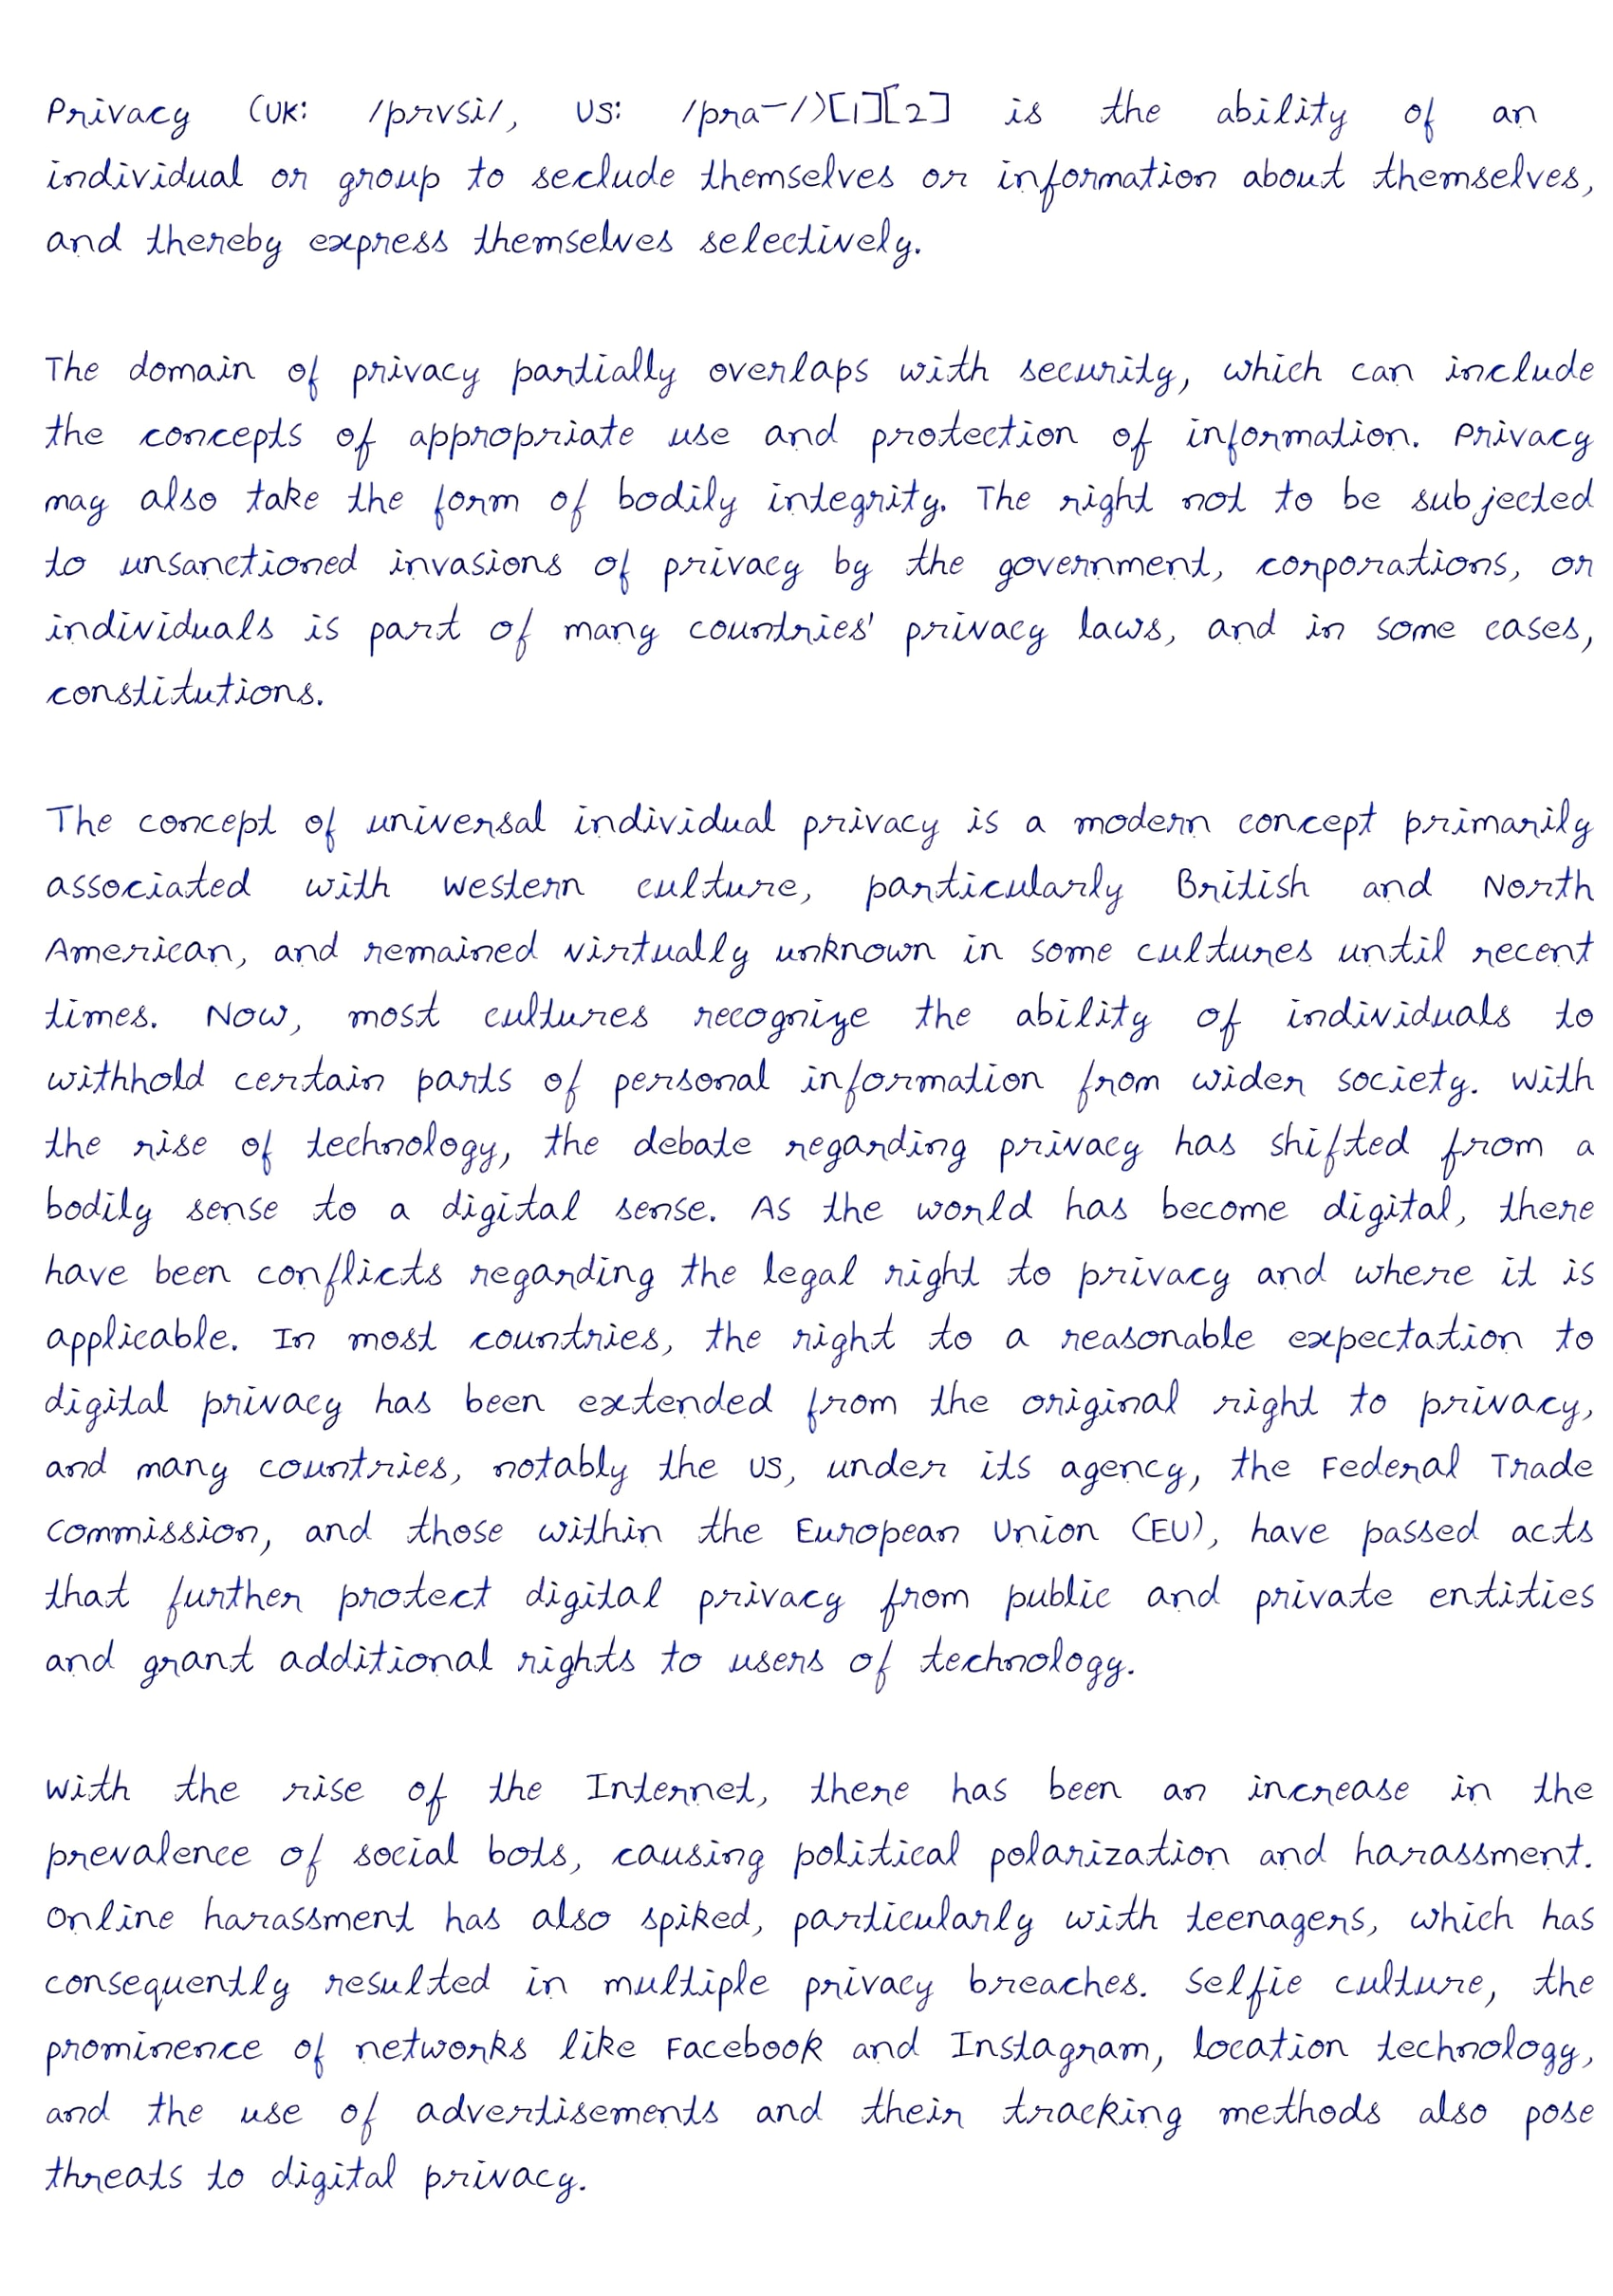 Privacy (UK: /prɪvsi/, US: /pra-/)[1][2] is the ability of an
individual or group to seclude themselves or information about themselves,
and thereby express themselves selectively.
The domain of privacy partially overlaps with security, which can include
the concepts of appropriate use and protection of information. Privacy
may also take the form of bodily integrity. The right not to be subjected
to unsanctioned invasions of privacy by the government, corporations, or
individuals is part of many countries' privacy laws, and in some cases,
constitutions.
The concept of universal individual privacy is a modern concept primarily
associated with Western culture, particularly British and North
American, and remained virtually unknown in some cultures until recent
times. Now, most cultures recognize the ability of individuals to
withhold certain parts of personal information from wider society. With
the rise of technology, the debate regarding privacy has shifted from a
bodily sense to a digital sense. As the world has become digital, there
have been conflicts regarding the legal right to privacy and where it is
applicable. In most countries, the right to a reasonable expectation to
digital privacy has been extended from the original right to privacy,
and many countries, notably the US, under its agency, the Federal Trade
Commission, and those within the European Union (EU), have passed acts
that further protect digital privacy from public and private entities
and grant additional rights to users of technology.
With the rise of the Internet, there has been an increase in the
prevalence of social bots, causing political polarization and harassment.
Online harassment has also spiked, particularly with teenagers, which has
consequently resulted in multiple privacy breaches. Selfie culture, the
prominence of networks like Facebook and Instagram, location technology,
and the use of advertisements and their tracking methods also pose
threats to digital privacy.